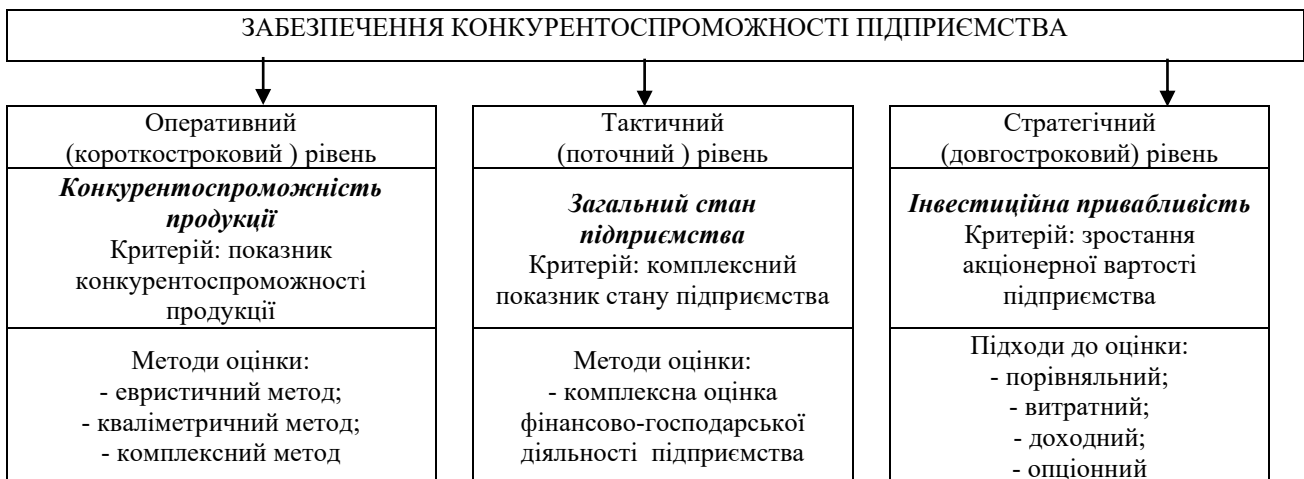 ЗАБЕЗПЕЧЕННЯ КОНКУРЕНТОСПРОМОЖНОСТІ ПІДПРИЄМСТВА
Оперативний
(короткостроковий ) рівень
Конкурентоспроможність
продукції
Критерій: показник
конкурентоспроможності
продукції
Методи оцінки:
- евристичний метод;
- кваліметричний метод;
- комплексний метод
Тактичний
(поточний ) рівень
Загальний стан
підприємства
Критерій: комплексний
показник стану підприємства
Методи оцінки:
- комплексна оцінка
фінансово-господарської
діяльності підприємства
Стратегічний
(довгостроковий) рівень
Інвестиційна привабливість
Критерій: зростання
акціонерної вартості
підприємства
Підходи до оцінки:
- порівняльний;
- витратний;
- доходний;
- опціонний